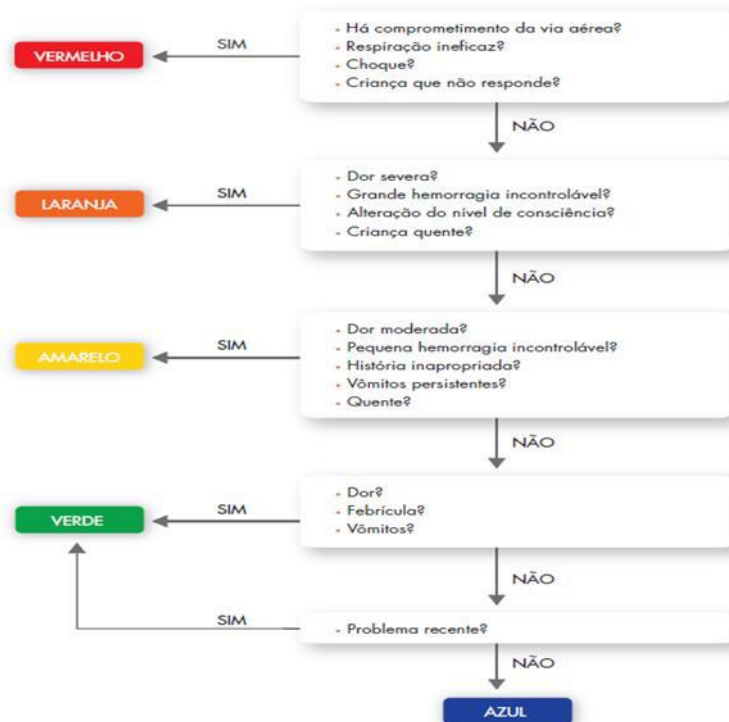 • Há comprometimento da via aérea?
• Respiração ineficaz?
• Choque?
• Criança que não responde?
SIM
VERMELHO
NÃO
• Dor severa?
• Grande hemorragia incontrolável?
• Alteração do nível de consciência?
• Criança quente?
SIM
LARANJA
NÃO
• Dor moderada?
• Pequena hemorragia incontrolável?
• História inapropriada?
• Vômitos persistentes?
• Quente?
SIM
AMARELO
NÃO
• Dor?
• Febrícula?
• Vômitos?
SIM
VERDE
NÃO
• Problema recente?
SIM
NÃO
AZUL